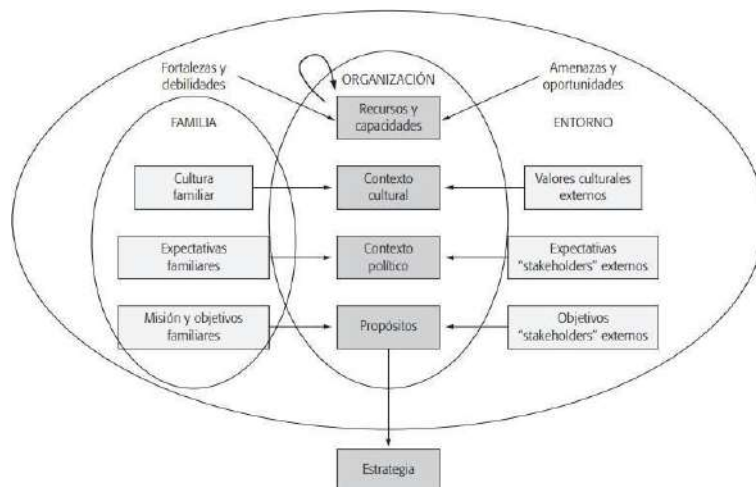 Fortalezas y
debilidades
ORGANIZACIÓN
Amenazas y
oportunidades
FAMILIA
Recursos y
capacidades
ENTORNO
Cultura
familiar
Contexto
cultural
Valores culturales
externos
Expectativas
familiares
Contexto
político
Expectativas
"stakeholders" externos
Misión y objetivos
familiares
Propósitos
Objetivos
"stakeholders" externos
Estrategia